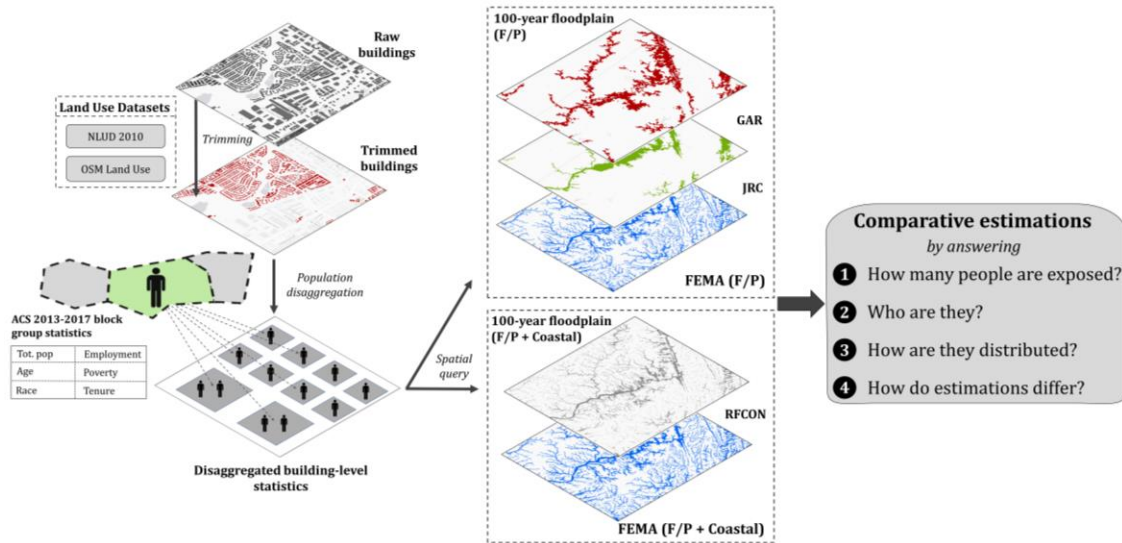 Raw
buildings
Land Use Datasets
NLUD 2010
OSM Land Use
Trimming
Trimmed
buildings
Population
disaggregation
ACS 2013-2017 block
group statistics
Tot. pop Employment
Age Poverty
Race Tenure
Disaggregated building-level
statistics
Spatial
query
100-year floodplain
(F/P)
GAR
JRC
FEMA (F/P)
100-year floodplain
(F/P + Coastal)
RFCON
FEMA (F/P + Coastal)
Comparative estimations
by answering
1 How many people are exposed?
2 Who are they?
3 How are they distributed?
4 How do estimations differ?